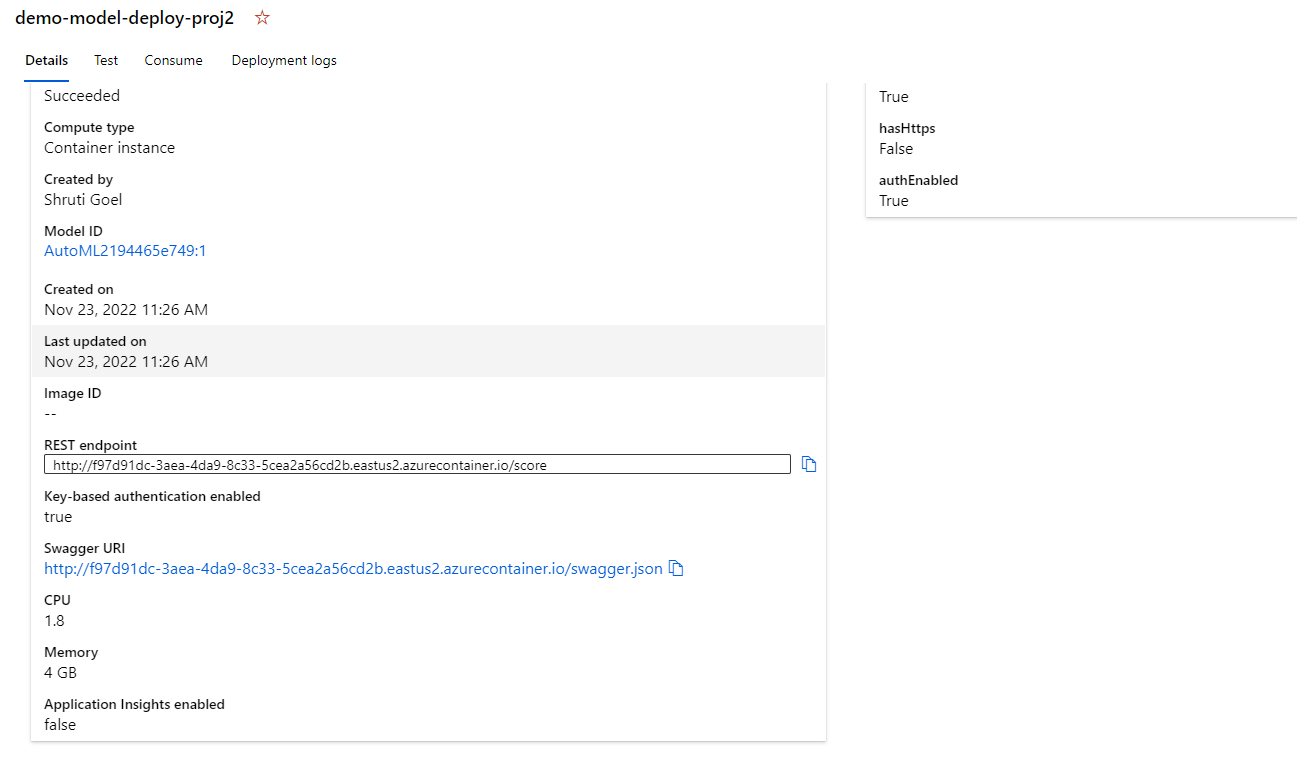 demo-model-deploy-proj2
Details Test Consume Deployment logs
Succeeded
Compute type
Container instance
Created by
Shruti Goel
Model ID
AutoML2194465e749:1
Created on
Nov 23, 2022 11:26 AM
Last updated on
Nov 23, 2022 11:26 AM
Image ID
--
REST endpoint
http://f97d91dc-3aea-4da9-8c33-5cea2a56cd2b.eastus2.azurecontainer.io/score
Key-based authentication enabled
true
Swagger URI
http://f97d91dc-3aea-4da9-8c33-5cea2a56cd2b.eastus2.azurecontainer.io/swagger.json
CPU
1.8
Memory
4 GB
Application Insights enabled
false
True
hasHttps
False
authEnabled
True